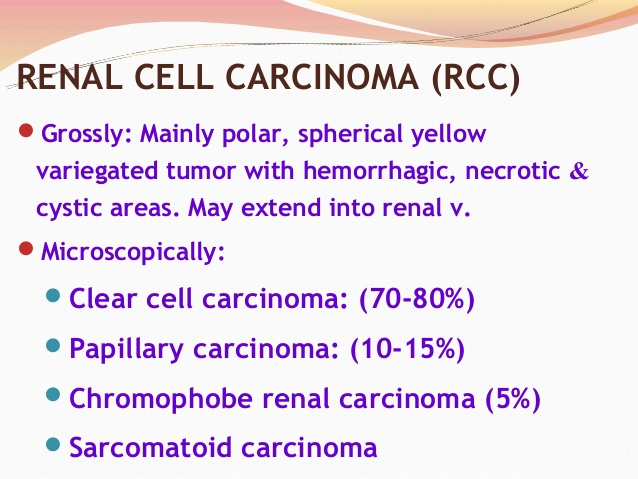 RENAL CELL CARCINOMA (RCC)
Grossly: Mainly polar, spherical yellow
variegated tumor with hemorrhagic, necrotic &
cystic areas. May extend into renal v.
Microscopically:
Clear cell carcinoma: (70-80%)
Papillary carcinoma: (10-15%)
Chromophobe renal carcinoma (5%)
Sarcomatoid carcinoma